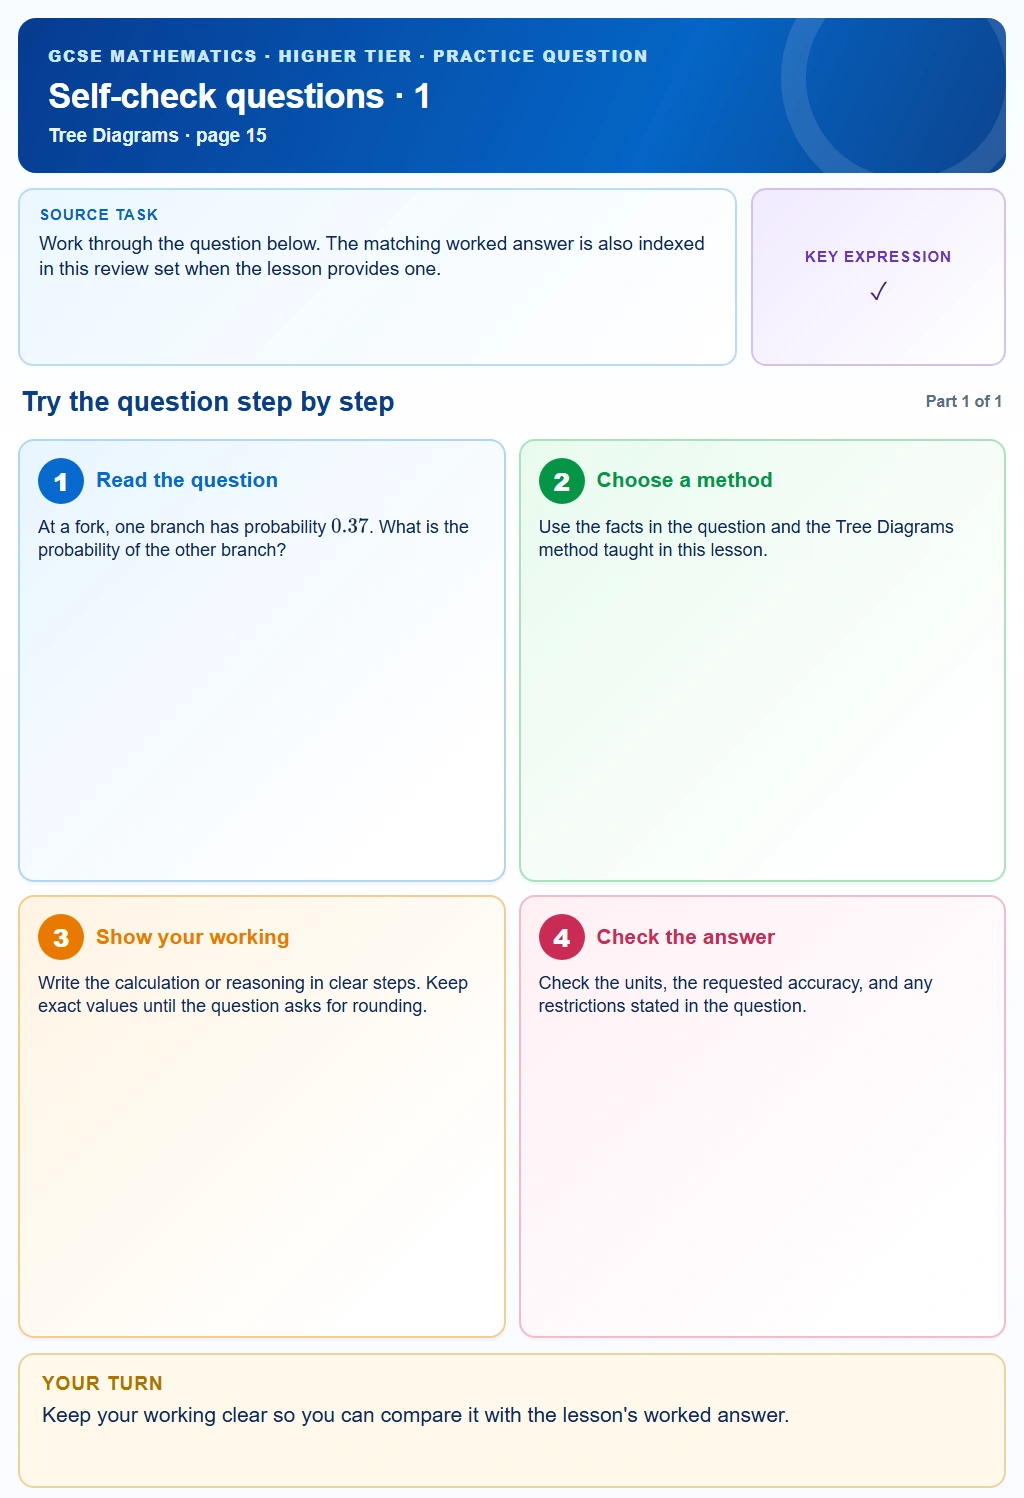 GCSE MATHEMATICS · HIGHER TIER · PRACTICE QUESTION
Self-check questions · 1
Tree Diagrams · page 15
SOURCE TASK
Work through the question below. The matching worked answer is also indexed
in this review set when the lesson provides one.
KEY EXPRESSION
✓
Try the question step by step
Part 1 of 1
1 Read the question
At a fork, one branch has probability 0.37. What is the
probability of the other branch?
2 Choose a method
Use the facts in the question and the Tree Diagrams
method taught in this lesson.
3 Show your working
Write the calculation or reasoning in clear steps. Keep
exact values until the question asks for rounding.
4 Check the answer
Check the units, the requested accuracy, and any
restrictions stated in the question.
YOUR TURN
Keep your working clear so you can compare it with the lesson's worked answer.